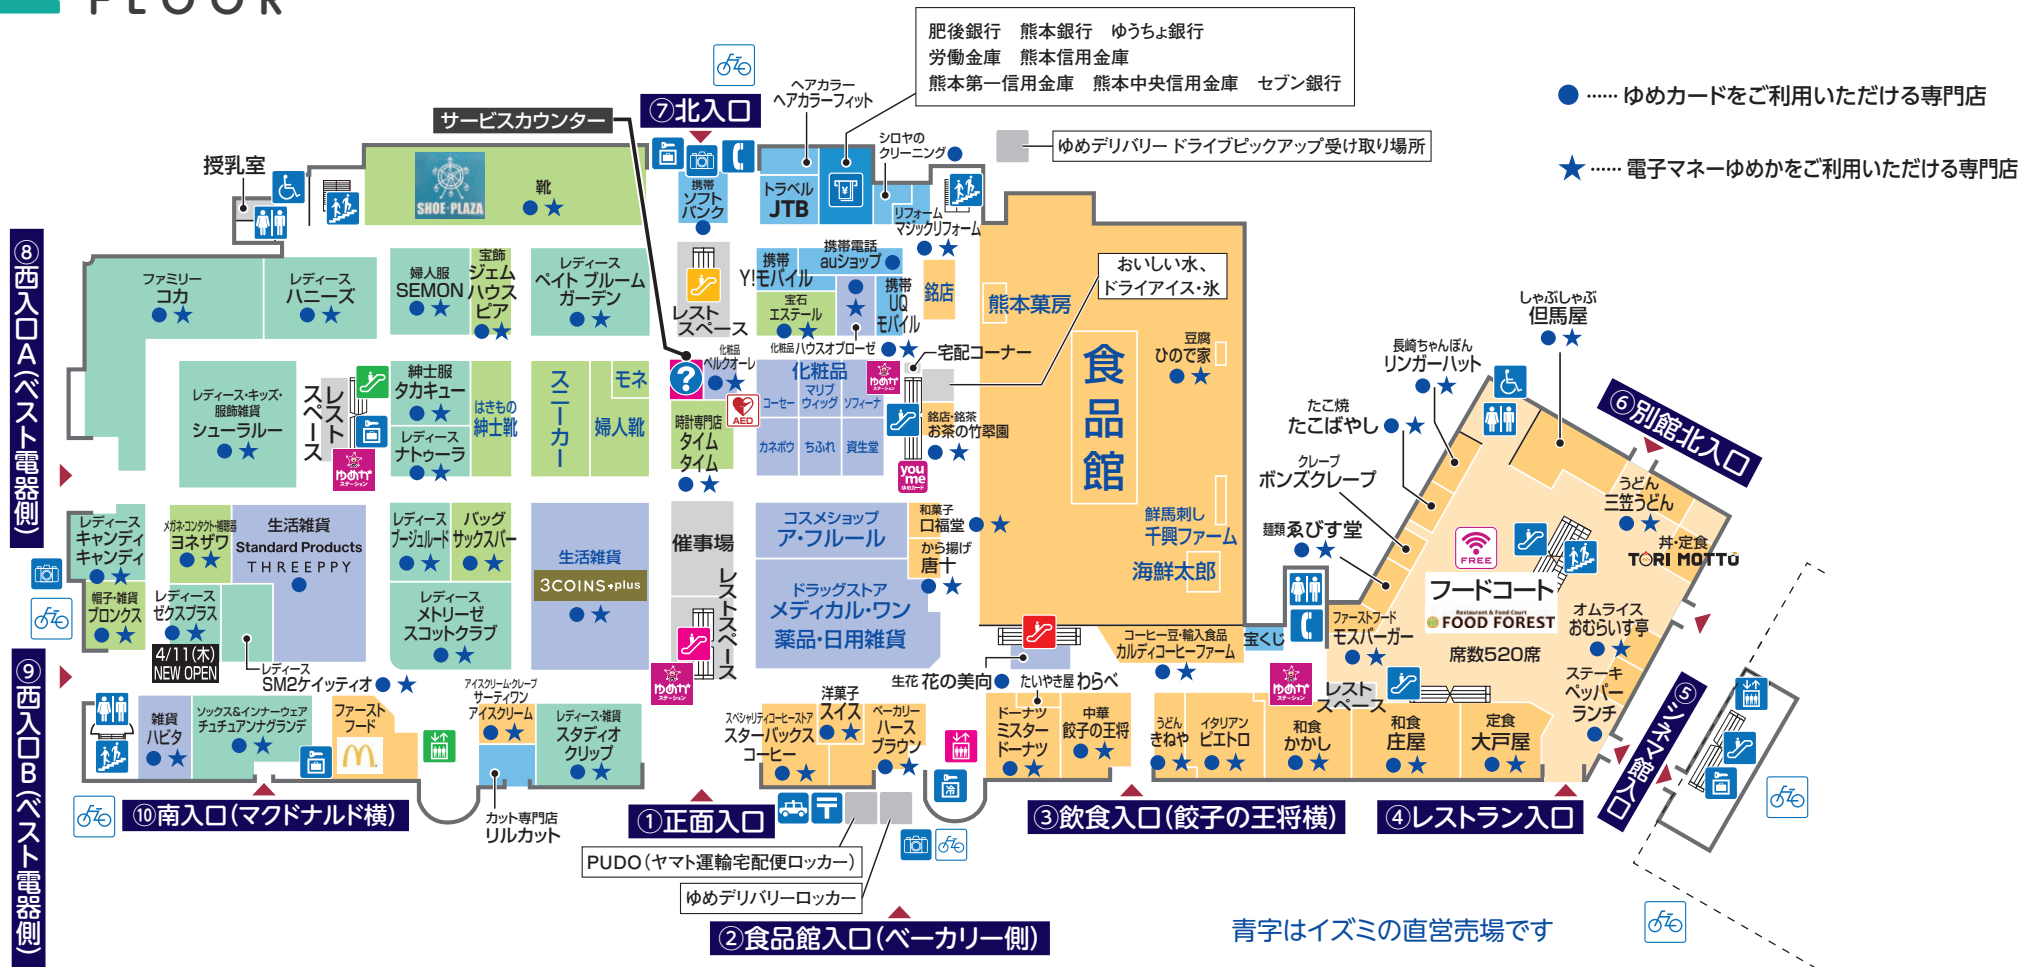 FLOOR
肥後銀行 熊本銀行 ゆうちょ銀行
労働金庫 熊本信用金庫
熊本第一信用金庫 熊本中央信用金庫 セブン銀行
●……ゆめカードをご利用いただける専門店
★……電子マネーゆめかをご利用いただける専門店
ヘアカラー
ヘアカラーフィット
⑦北入口
サービスカウンター
シロヤの
クリーニング●
ゆめデリバリー ドライブピックアップ受け取り場所
授乳室
SHOE・PLAZA
靴
●★
携帯
ソフト
バンク
●
トラベル
JTB
リフォーム
マジックリフォーム
●★
⑧西入口A(ベスト電器側)
ファミリー
コカ
●★
レディース
ハニーズ
●★
婦人服
SEMON
●★
宝飾
ジェム
ハウス
ピア
●★
レディース
ペイト ブルーム
ガーデン
●★
レスト
スペース
携帯
Y!モバイル
携帯電話
auショップ●
宝石
エステール
●★
携帯
UQ
モバイル
銘店
化粧品 ハウスオブローゼ●★
おいしい水、
ドライアイス・氷
宅配コーナー
熊本菓房
食品館
豆腐
ひので家
●★
しゃぶしゃぶ
但馬屋
●★
長崎ちゃんぽん
リンガーハット
●★
たこ焼
たこばやし●★
クレープ
ボンズクレープ
麺類 ゑびす堂
●★
⑥別館北入口
レディース・キッズ・
服飾雑貨
シューラルー
●★
レスト
スペース
ゆめか
ステーション
紳士服
タカキュー
●★
レディース
ナトゥーラ
●★
はきもの
紳士靴
スニーカー
モネ
婦人靴
?
化粧品
ベルクオーレ
●★
AED
時計専門店
タイム
タイム
●★
化粧品
コーセー
マリブ
ウィッグ
ソフィーナ
カネボウ
ちふれ
資生堂
ゆめか
ステーション
銘店・銘茶
お茶の竹翠園
●★
you
me
ゆめカード
レディース
キャンディ
キャンディ
●★
メガネ・コンタクト・補聴器
ヨネザワ
●★
生活雑貨
Standard Products
THREEPPY
●
レディース
ブージュルード
●★
バッグ
サックスバー
●★
生活雑貨
3COINS+plus
●★
催事場
レストスペース
コスメショップ
ア・フルール
和菓子
口福堂●★
から揚げ
唐十
●★
鮮馬刺し
千興ファーム
海鮮太郎
帽子・雑貨
ブロンクス
●★
レディース
ゼクスプラス
●★
4/11(木)
NEW OPEN
レディース
SM2ケイッティオ●★
レディース
メトリーゼ
スコットクラブ
●★
ドラッグストア
メディカル・ワン
薬品・日用雑貨
FREE
フードコート
Restaurant & Food Court
FOOD FOREST
席数520席
うどん
三笠うどん
●★
丼・定食
TORI MOTTO
オムライス
おむらいす亭
●★
ステーキ
ペッパー
ランチ
●
⑤シネマ館入口
ファーストフード
モスバーガー
●★
コーヒー豆・輸入食品
カルディコーヒーファーム
●★
宝くじ
生花 花の美向●
たいやき屋 わらべ
ゆめか
ステーション
レスト
スペース
⑨西入口B(ベスト電器側)
雑貨
ハピタ
●★
ソックス&インナーウェア
チュチュアンナグランデ
●★
ファースト
フード
アイスクリーム・クレープ
サーティワン
アイスクリーム
●★
レディース・雑貨
スタディオ
クリップ
●★
ゆめか
ステーション
スペシャリティコーヒーストア
スターバックス
コーヒー
●★
洋菓子
スイス
●★
ベーカリー
ハース
ブラウン
●★
ドーナツ
ミスター
ドーナツ
●★
中華
餃子の王将
●★
うどん
きねや
●★
イタリアン
ピエトロ
●★
和食
かかし
●★
和食
庄屋
●★
定食
大戸屋
●★
⑩南入口(マクドナルド横)
カット専門店
リルカット
①正面入口
冷
③飲食入口(餃子の王将横)
④レストラン入口
PUDO(ヤマト運輸宅配便ロッカー)
ゆめデリバリーロッカー
②食品館入口(ベーカリー側)
青字はイズミの直営売場です